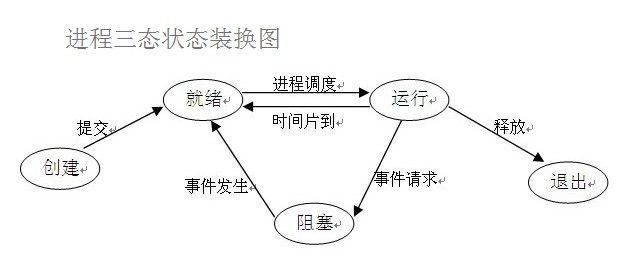 进程三态状态装换图
进程调度
就绪
运行
时间片到
提交
释放
创建
事件发生
事件请求
退出
阻塞